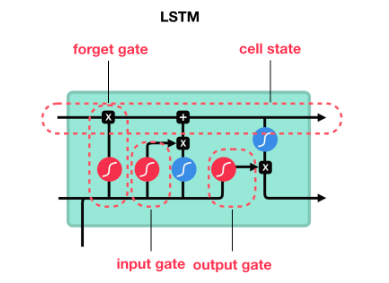 LSTM
forget gate
cell state
x
+
x
x
input gate
output gate